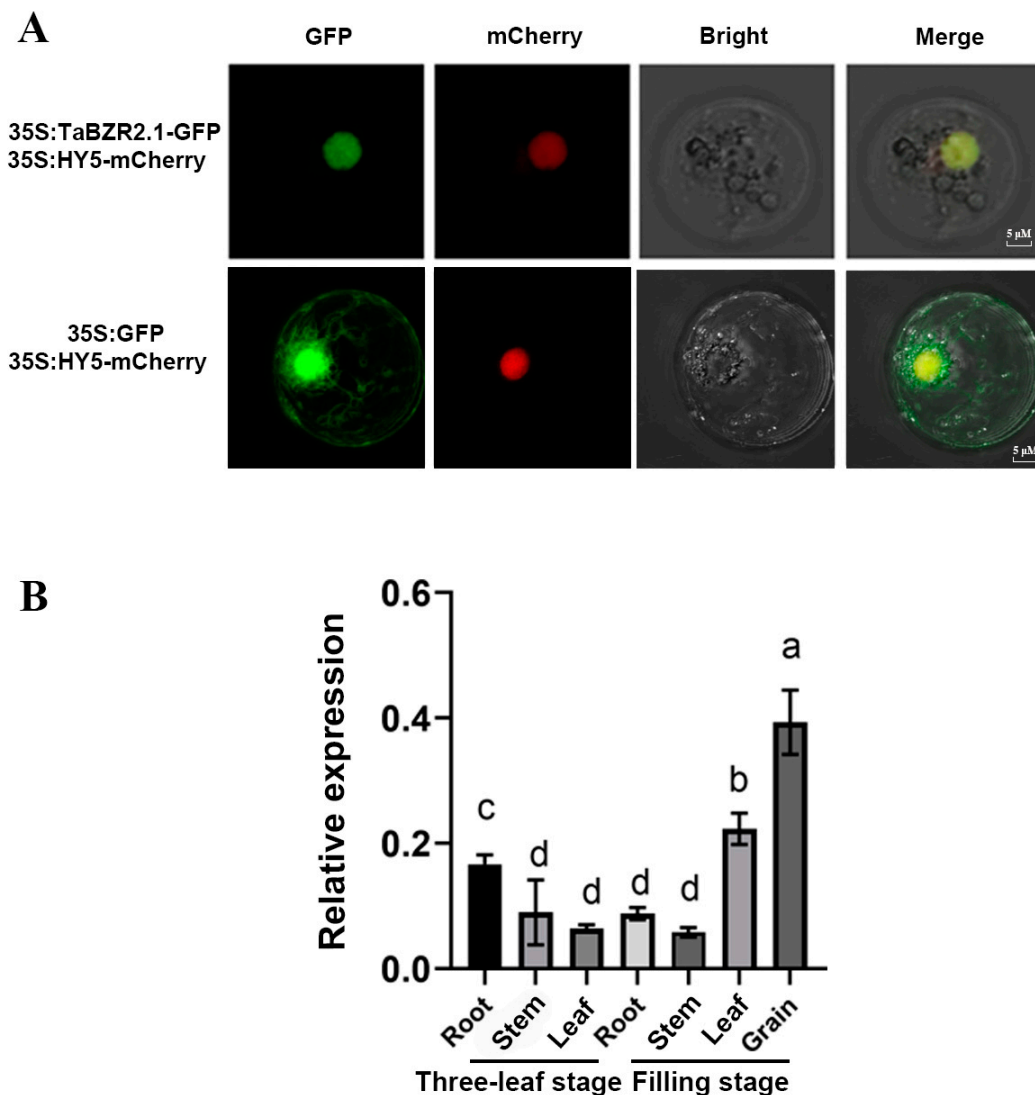 A
GFP mCherry Bright Merge
35S:TaBZR2.1-GFP
35S:HY5-mCherry
5 μM
35S:GFP
35S:HY5-mCherry
5 μM
B
Relative expression
0.6
0.4
0.2
0.0
c d d d d b a
Root Stem Leaf Root Stem Leaf Grain
Three-leaf stage Filling stage